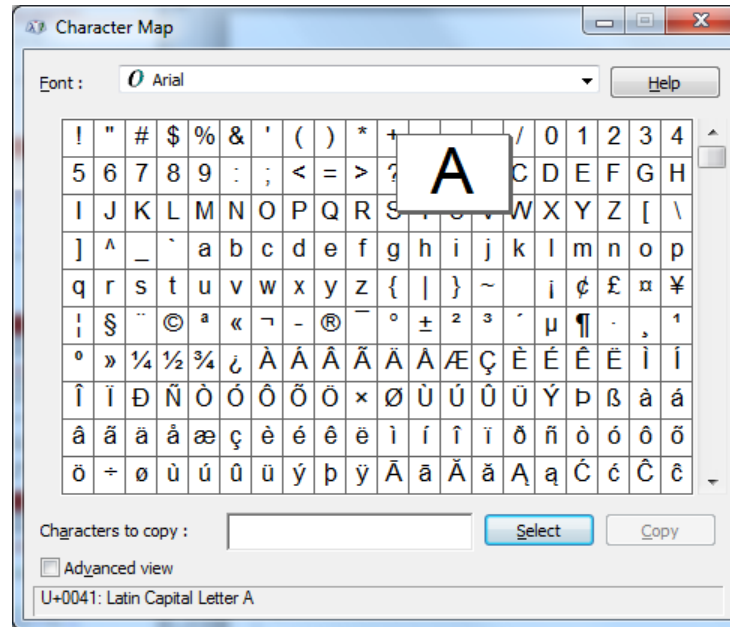 Character Map
Font : O Arial Help
! " # $ % & ' ( ) * + / 0 1 2 3 4
5 6 7 8 9 : ; < = > ? A C D E F G H
I J K L M N O P Q R S T U V W X Y Z [ \
] ^ _ ` a b c d e f g h i j k l m n o p
q r s t u v w x y z { | } ~ ¡ ¢ £ ¤ ¥
¦ § ¨ © ª « ¬ - ® ¯ ° ± ² ³ ´ µ ¶ · ¸ ¹
º » ¼ ½ ¾ ¿ À Á Â Ã Ä Å Æ Ç È É Ê Ë Ì Í
Î Ï Ð Ñ Ò Ó Ô Õ Ö × Ø Ù Ú Û Ü Ý Þ ß à á
â ã ä å æ ç è é ê ë ì í î ï ð ñ ò ó ô õ
ö ÷ ø ù ú û ü ý þ ÿ Ā ā Ă ă Ą ą Ć ć Ĉ ĉ
Characters to copy : Select Copy
Advanced view
U+0041: Latin Capital Letter A